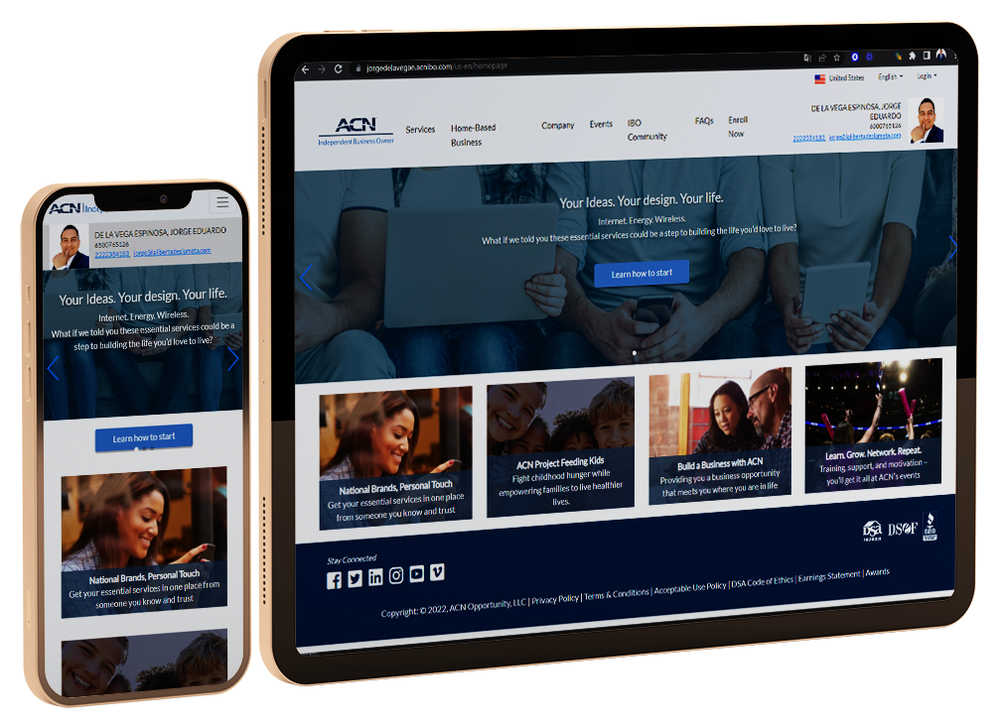 ACN
DE LA VEGA ESPINOSA, JORGE EDUARDO
6500765126
2222354183 jorge@lalibertadeslameta.com
Your Ideas. Your design. Your life.
Internet. Energy. Wireless.
What if we told you these essential services could be a
step to building the life you'd love to live?
Learn how to start
National Brands, Personal Touch
Get your essential services in one place from
someone you know and trust
jorgedelavegae.acnibo.com/us-en/homepage
United States English Login
ACN
Independent Business Owner
Services
Home-Based
Business
Company
Events
IBO
Community
FAQs
Enroll
Now
DE LA VEGA ESPINOSA, JORGE
EDUARDO
6500765126
2222354183 jorge@lalibertadeslameta.com
Your Ideas. Your design. Your life.
Internet. Energy. Wireless.
What if we told you these essential services could be a step to building the life you'd love to live?
Learn how to start
National Brands, Personal Touch
Get your essential services in one place
from someone you know and trust
ACN Project Feeding Kids
Fight childhood hunger while
empowering families to live healthier
lives.
Build a Business with ACN
Providing you a business opportunity
that meets you where you are in life
Learn. Grow. Network. Repeat.
Training, support, and motivation –
you'll get it all at ACN's events
Stay Connected
DSA DSEF BBB
Copyright: © 2022, ACN Opportunity, LLC | Privacy Policy | Terms & Conditions | Acceptable Use Policy | DSA Code of Ethics | Earnings Statement | Awards